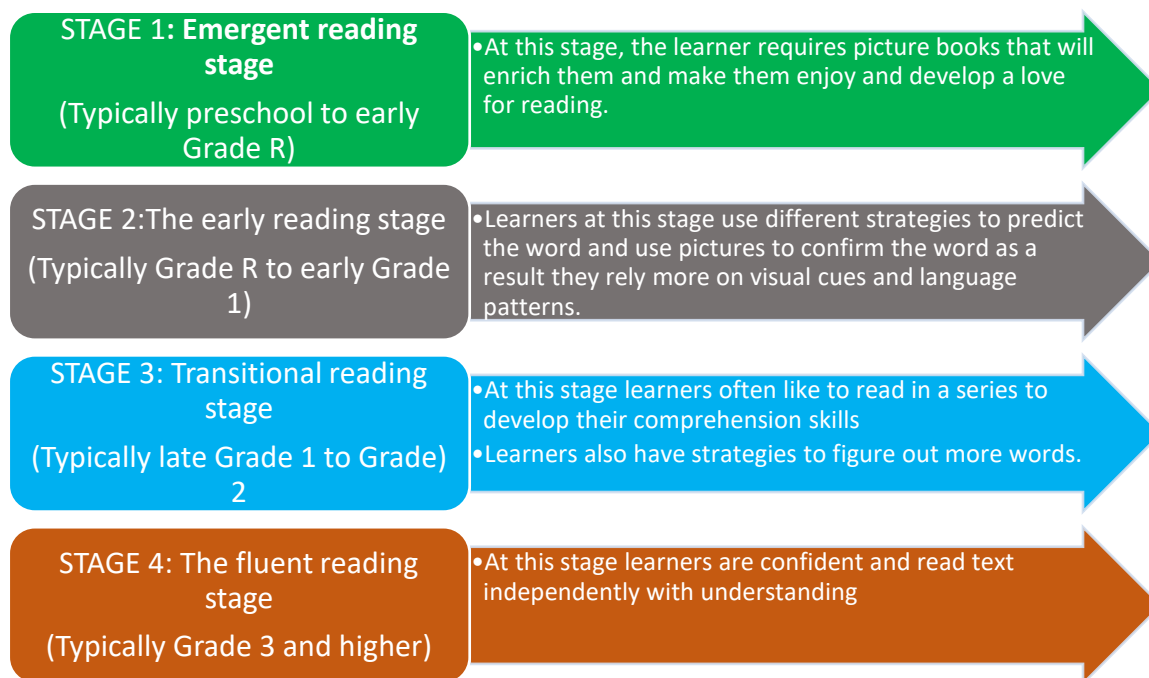 STAGE 1: Emergent reading
stage
(Typically preschool to early
Grade R)
•At this stage, the learner requires picture books that will
enrich them and make them enjoy and develop a love
for reading.
STAGE 2:The early reading stage
(Typically Grade R to early Grade
1)
•Learners at this stage use different strategies to predict
the word and use pictures to confirm the word as a
result they rely more on visual cues and language
patterns.
STAGE 3: Transitional reading
stage
(Typically late Grade 1 to Grade)
2
•At this stage learners often like to read in a series to
develop their comprehension skills
•Learners also have strategies to figure out more words.
STAGE 4: The fluent reading
stage
(Typically Grade 3 and higher)
•At this stage learners are confident and read text
independently with understanding